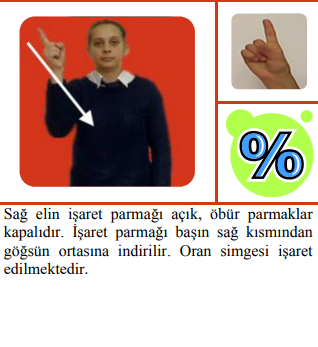 %
Sağ elin işaret parmağı açık, öbür parmaklar
kapalıdır. İşaret parmağı başın sağ kısmından
göğsün ortasına indirilir. Oran simgesi işaret
edilmektedir.